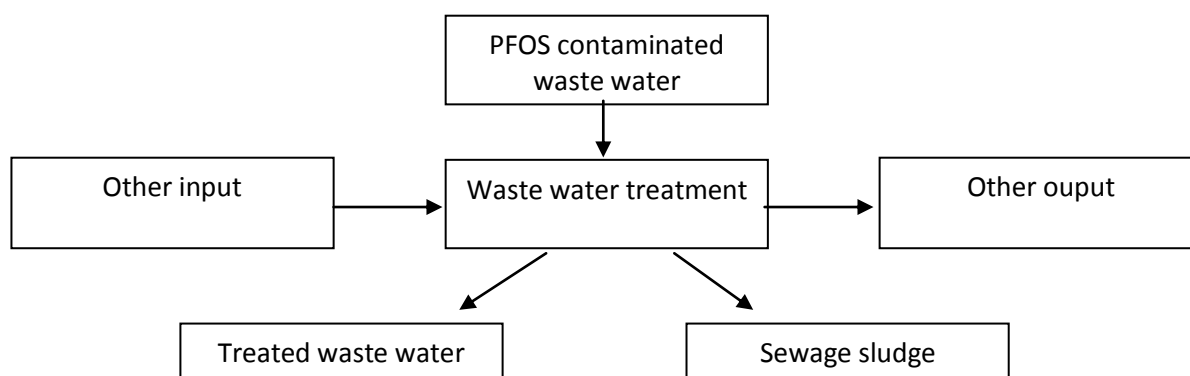 PFOS contaminated
waste water
Other input
Waste water treatment
Other ouput
Treated waste water
Sewage sludge